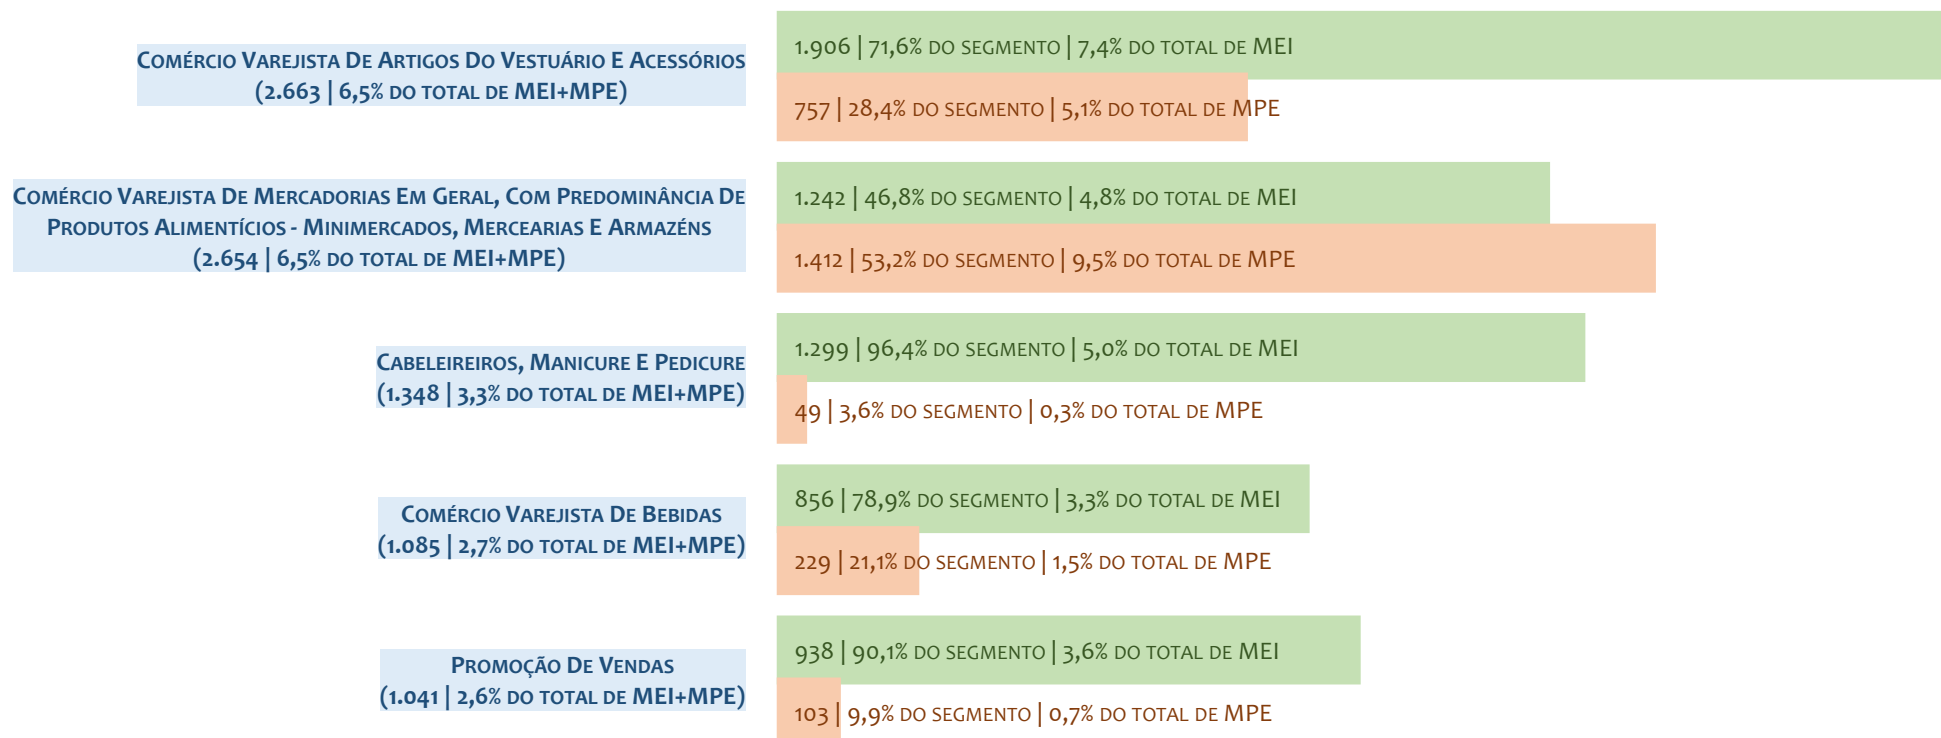 Comércio Varejista De Artigos Do Vestuário E Acessórios
(2.663 | 6,5% do total de MEI+MPE)
1.906 | 71,6% do segmento | 7,4% do total de MEI
757 | 28,4% do segmento | 5,1% do total de MPE
Comércio Varejista De Mercadorias Em Geral, Com Predominância De
Produtos Alimentícios - Minimercados, Mercearias E Armazéns
(2.654 | 6,5% do total de MEI+MPE)
1.242 | 46,8% do segmento | 4,8% do total de MEI
1.412 | 53,2% do segmento | 9,5% do total de MPE
Cabeleireiros, Manicure E Pedicure
(1.348 | 3,3% do total de MEI+MPE)
1.299 | 96,4% do segmento | 5,0% do total de MEI
49 | 3,6% do segmento | 0,3% do total de MPE
Comércio Varejista De Bebidas
(1.085 | 2,7% do total de MEI+MPE)
856 | 78,9% do segmento | 3,3% do total de MEI
229 | 21,1% do segmento | 1,5% do total de MPE
Promoção De Vendas
(1.041 | 2,6% do total de MEI+MPE)
938 | 90,1% do segmento | 3,6% do total de MEI
103 | 9,9% do segmento | 0,7% do total de MPE